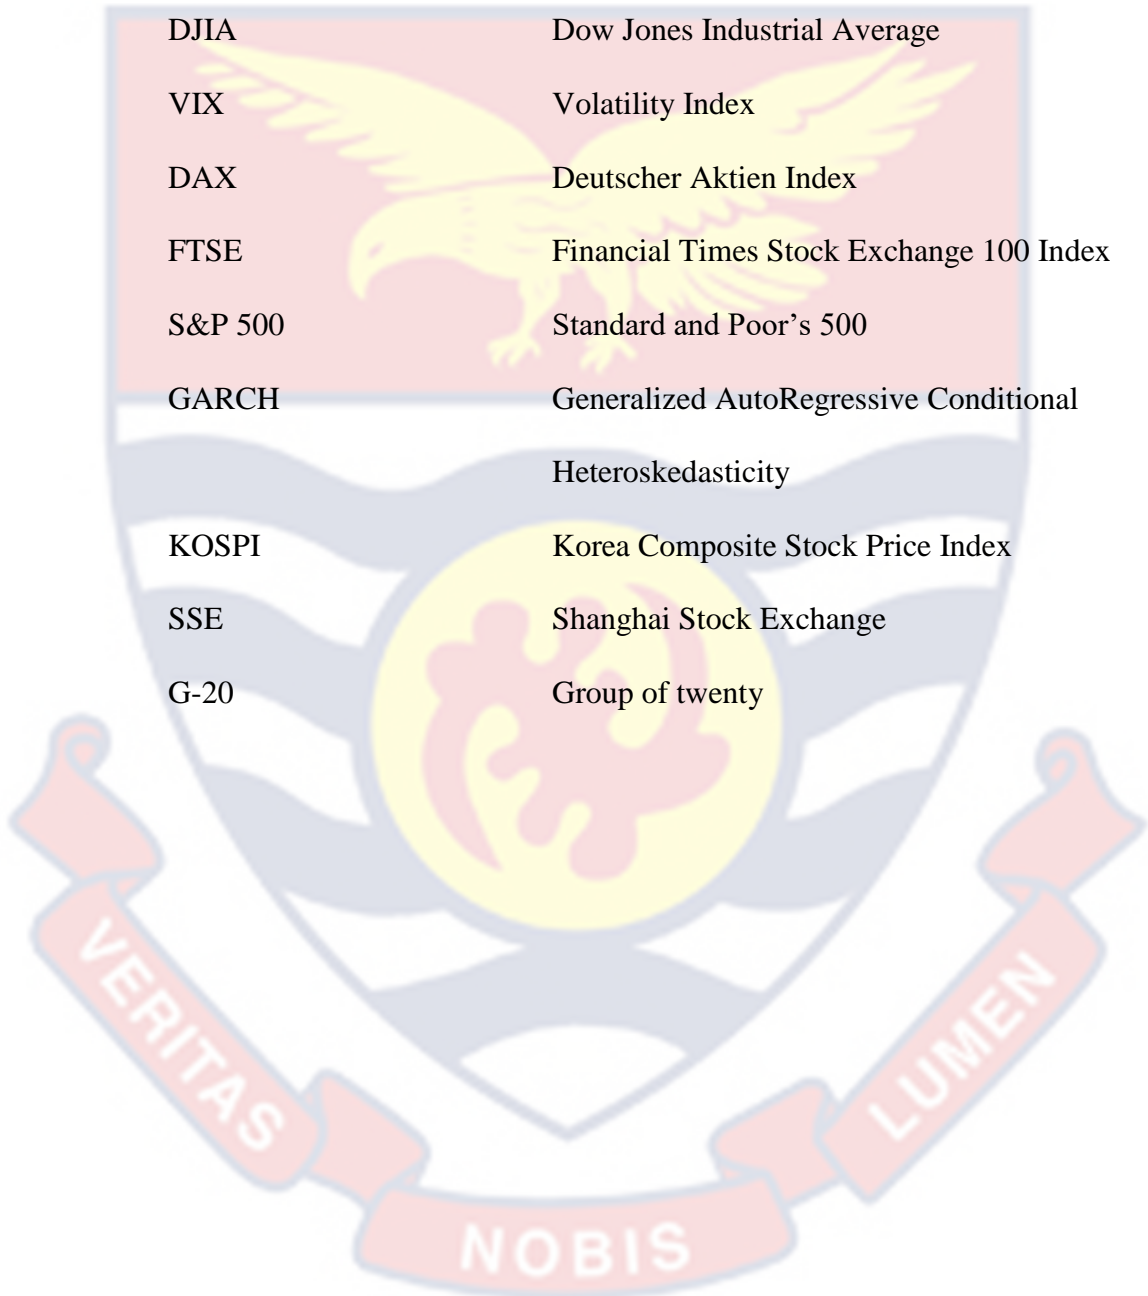 DJIA Dow Jones Industrial Average
VIX Volatility Index
DAX Deutscher Aktien Index
FTSE Financial Times Stock Exchange 100 Index
S&P 500 Standard and Poor’s 500
GARCH Generalized AutoRegressive Conditional
Heteroskedasticity
KOSPI Korea Composite Stock Price Index
SSE Shanghai Stock Exchange
G-20 Group of twenty
VERITAS
NOBIS
LUMEN